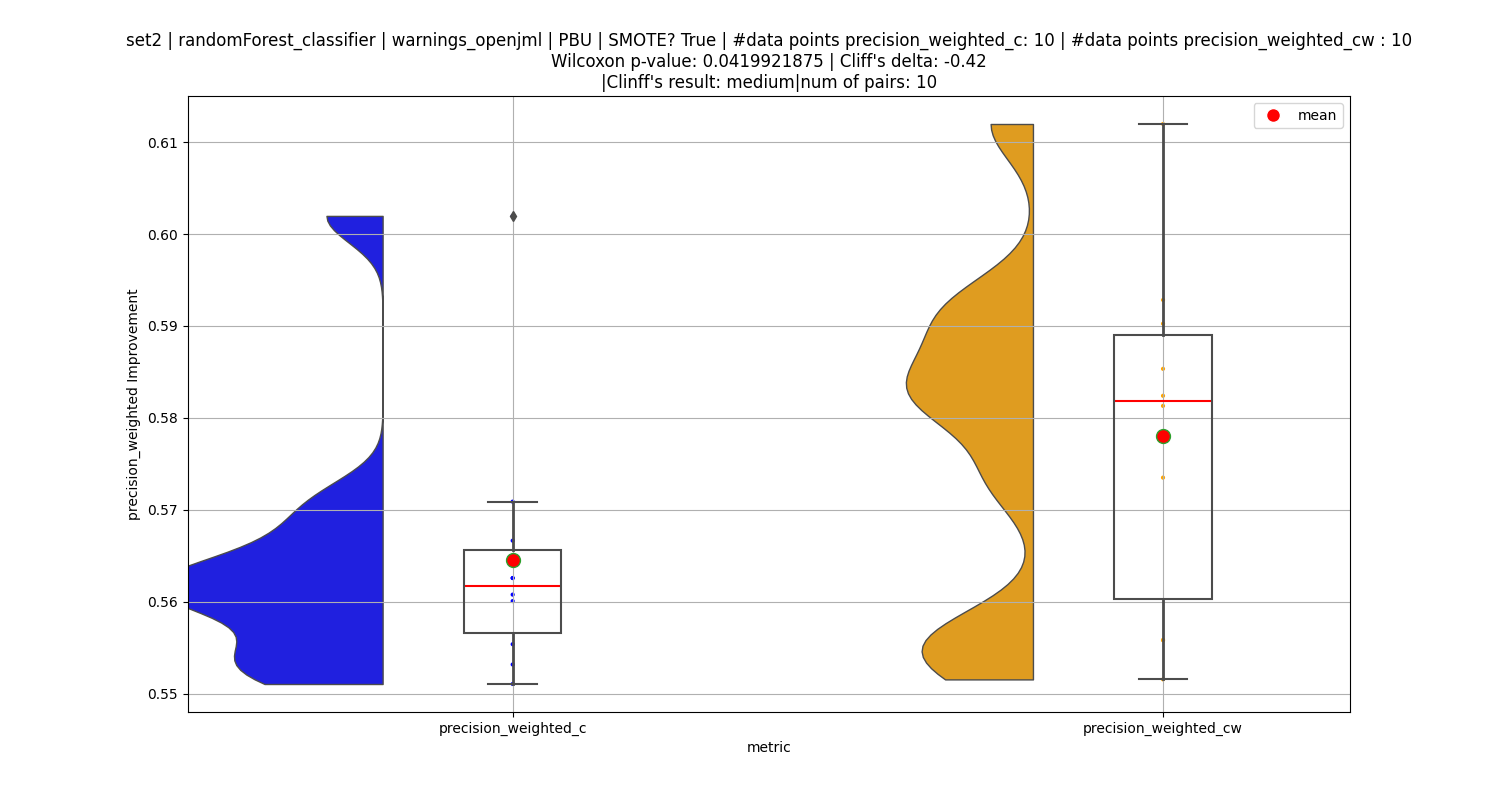 set2 | randomForest_classifier | warnings_openjml | PBU | SMOTE? True | #data points precision_weighted_c: 10 | #data points precision_weighted_cw : 10
Wilcoxon p-value: 0.0419921875 | Cliff's delta: -0.42
|Clinff's result: medium|num of pairs: 10
mean
0.61
0.60
0.59
0.58
0.57
0.56
0.55
precision_weighted Improvement
precision_weighted_c
precision_weighted_cw
metric